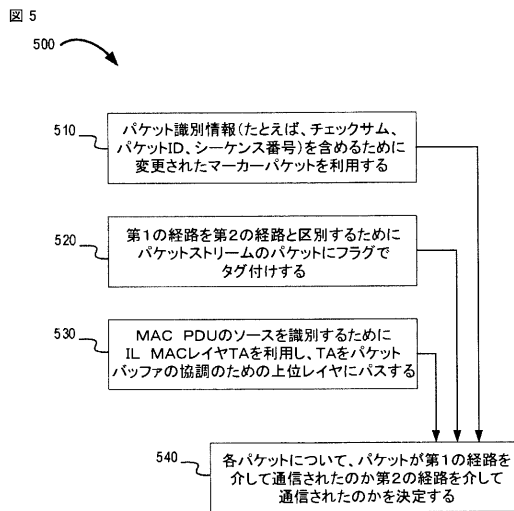 図 5
500
510
パケット識別情報(たとえば、チェックサム、
パケットID、シーケンス番号)を含めるために
変更されたマーカーパケットを利用する
520
第1の経路を第2の経路と区別するために
パケットストリームのパケットにフラグで
タグ付けする
530
MAC PDUのソースを識別するために
IL MACレイヤTAを利用し、TAをパケット
バッファの協調のための上位レイヤにパスする
540
各パケットについて、パケットが第1の経路を
介して通信されたのか第2の経路を介して
通信されたのかを決定する